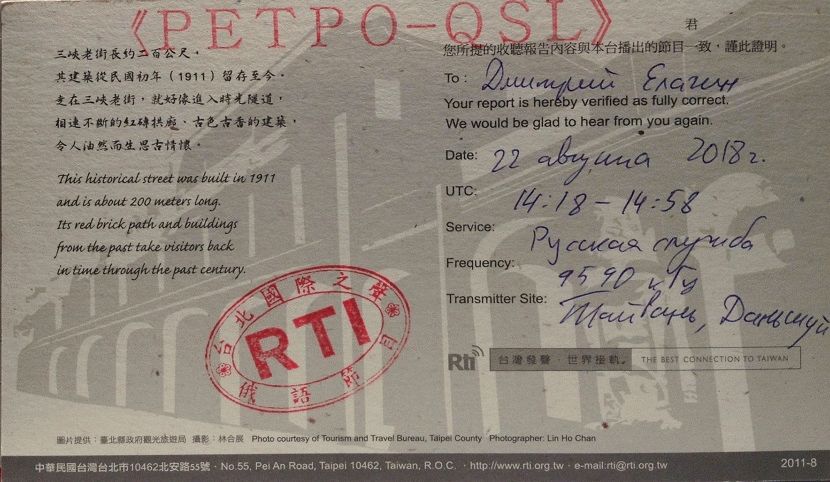 《РЕТРО-QSL》
三峽老街長約二百公尺，
其建築從民國初年（1911）留存至今。
走在三峽老街，就好像進入時光隧道，
相連不斷的紅磚拱廊、古色古香的建築，
令人油然而生思古情懷。
This historical street was built in 1911
and is about 200 meters long.
Its red brick path and buildings
from the past take visitors back
in time through the past century.
君
您所提的收聽報告內容與本台播出的節目一致，謹此證明。
To : Дмитрий Елагин
Your report is hereby verified as fully correct.
We would be glad to hear from you again.
Date: 22 августа 2018 г.
UTC: 14:18 – 14:58
Service: Русская служба
Frequency: 9590 кГц
Transmitter Site: Тайвань, Даньшуй
台北國際之聲
RTI
俄語節目
Rti 台灣發聲．世界接軌。 THE BEST CONNECTION TO TAIWAN
圖片提供：臺北縣政府觀光旅遊局 攝影：林合展 Photo courtesy of Tourism and Travel Bureau, Taipei County Photographer: Lin Ho Chan
中華民國台灣台北市10462北安路55號．No.55, Pei An Road, Taipei 10462, Taiwan, R.O.C. ．http://www.rti.org.tw．e-mail:rti@rti.org.tw 2011-8